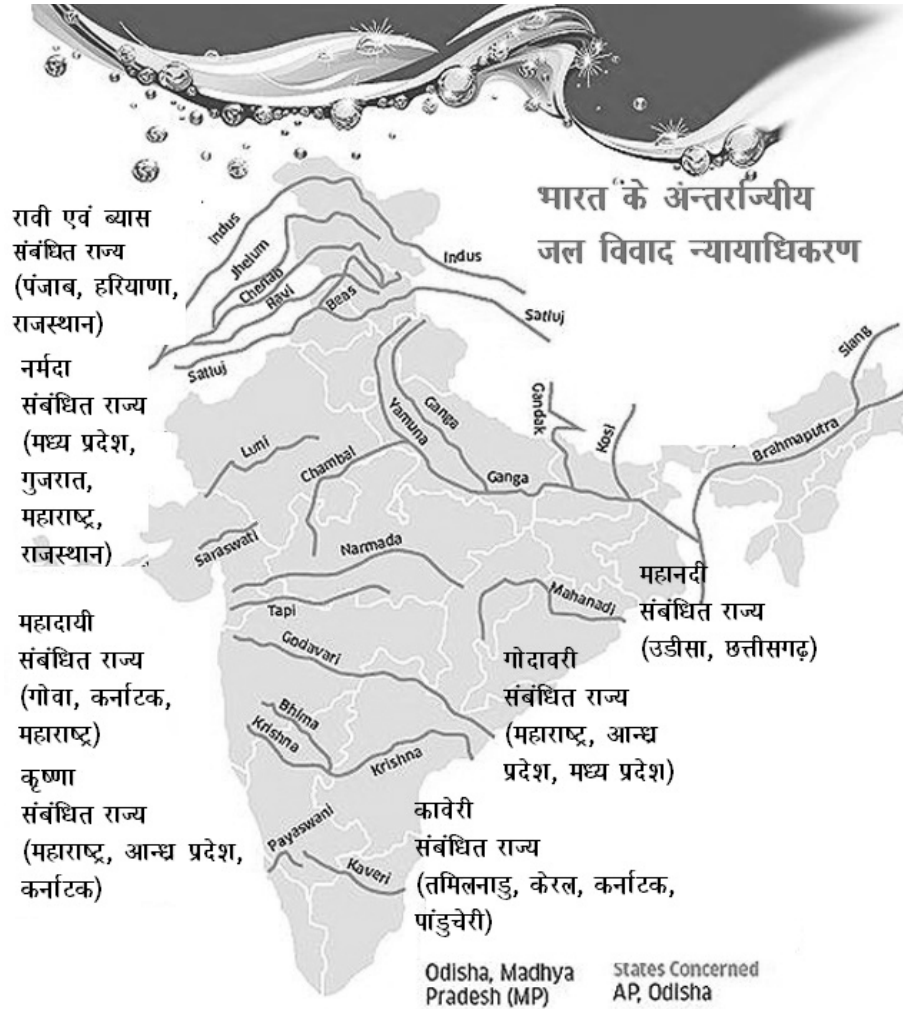 भारत के अन्तर्राज्यीय
जल विवाद न्यायाधिकरण
रावी एवं ब्यास
संबंधित राज्य
(पंजाब, हरियाणा,
राजस्थान)
नर्मदा
संबंधित राज्य
(मध्य प्रदेश,
गुजरात,
महाराष्ट्र,
राजस्थान)
महादायी
संबंधित राज्य
(गोवा, कर्नाटक,
महाराष्ट्र)
कृष्णा
संबंधित राज्य
(महाराष्ट्र, आन्ध्र प्रदेश,
कर्नाटक)
Indus
Jhelum
Chenab
Ravi
Beas
Satluj
Indus
Satluj
Luni
Chambal
Yamuna
Ganga
Ganga
Gandak
Kosi
Siang
Brahmaputra
Saraswati
Narmada
Tapi
Mahanadi
Godavari
Bhima
Krishna
Krishna
Payaswani
Kaveri
महानदी
संबंधित राज्य
(उडीसा, छत्तीसगढ़)
गोदावरी
संबंधित राज्य
(महाराष्ट्र, आन्ध्र
प्रदेश, मध्य प्रदेश)
कावेरी
संबंधित राज्य
(तमिलनाडु, केरल, कर्नाटक,
पांडुचेरी)
Odisha, Madhya
Pradesh (MP)
States Concerned
AP, Odisha